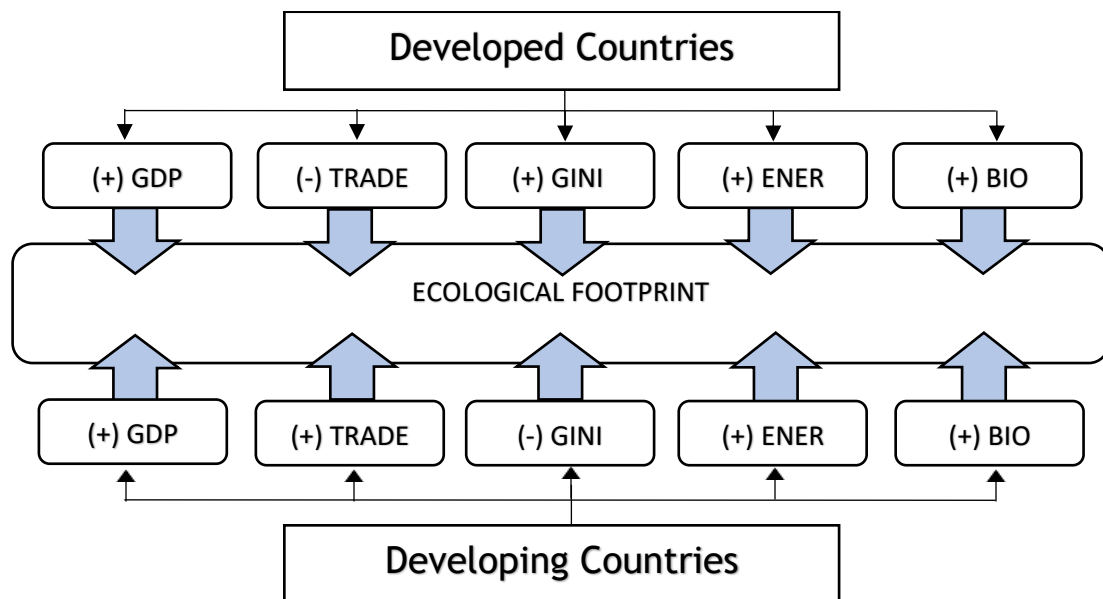 Developed Countries
(+) GDP
(-) TRADE
(+) GINI
(+) ENER
(+) BIO
ECOLOGICAL FOOTPRINT
(+) GDP
(+) TRADE
(-) GINI
(+) ENER
(+) BIO
Developing Countries